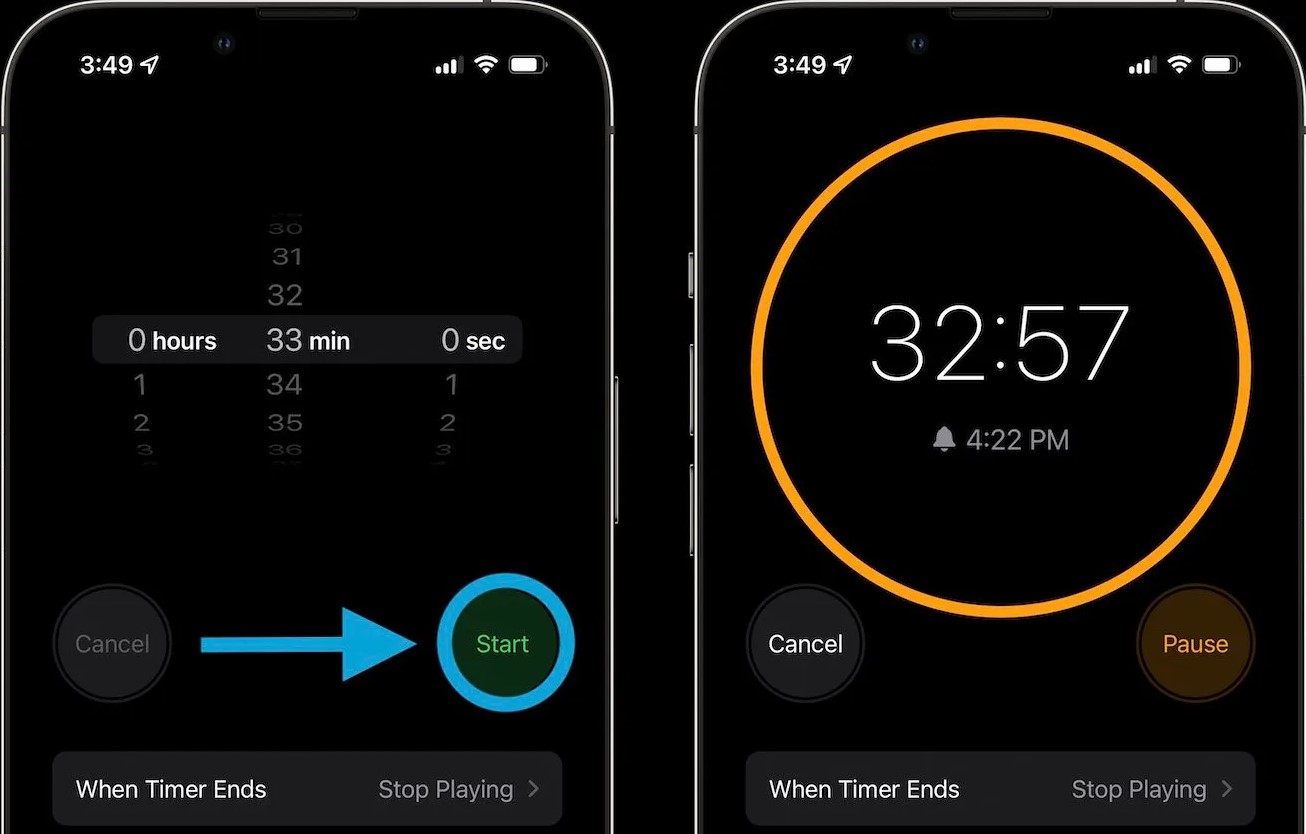 3:49
30
31
32
0 hours 33 min 0 sec
1 34 1
2 35 2
3 36 3
Cancel Start
When Timer Ends Stop Playing
3:49
32:57
4:22 PM
Cancel Pause
When Timer Ends Stop Playing